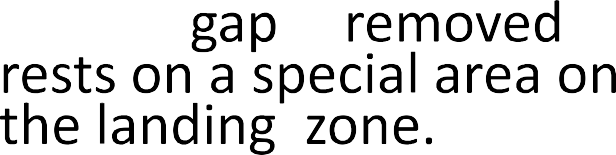 gap removed
rests on a special area on
the landing zone.